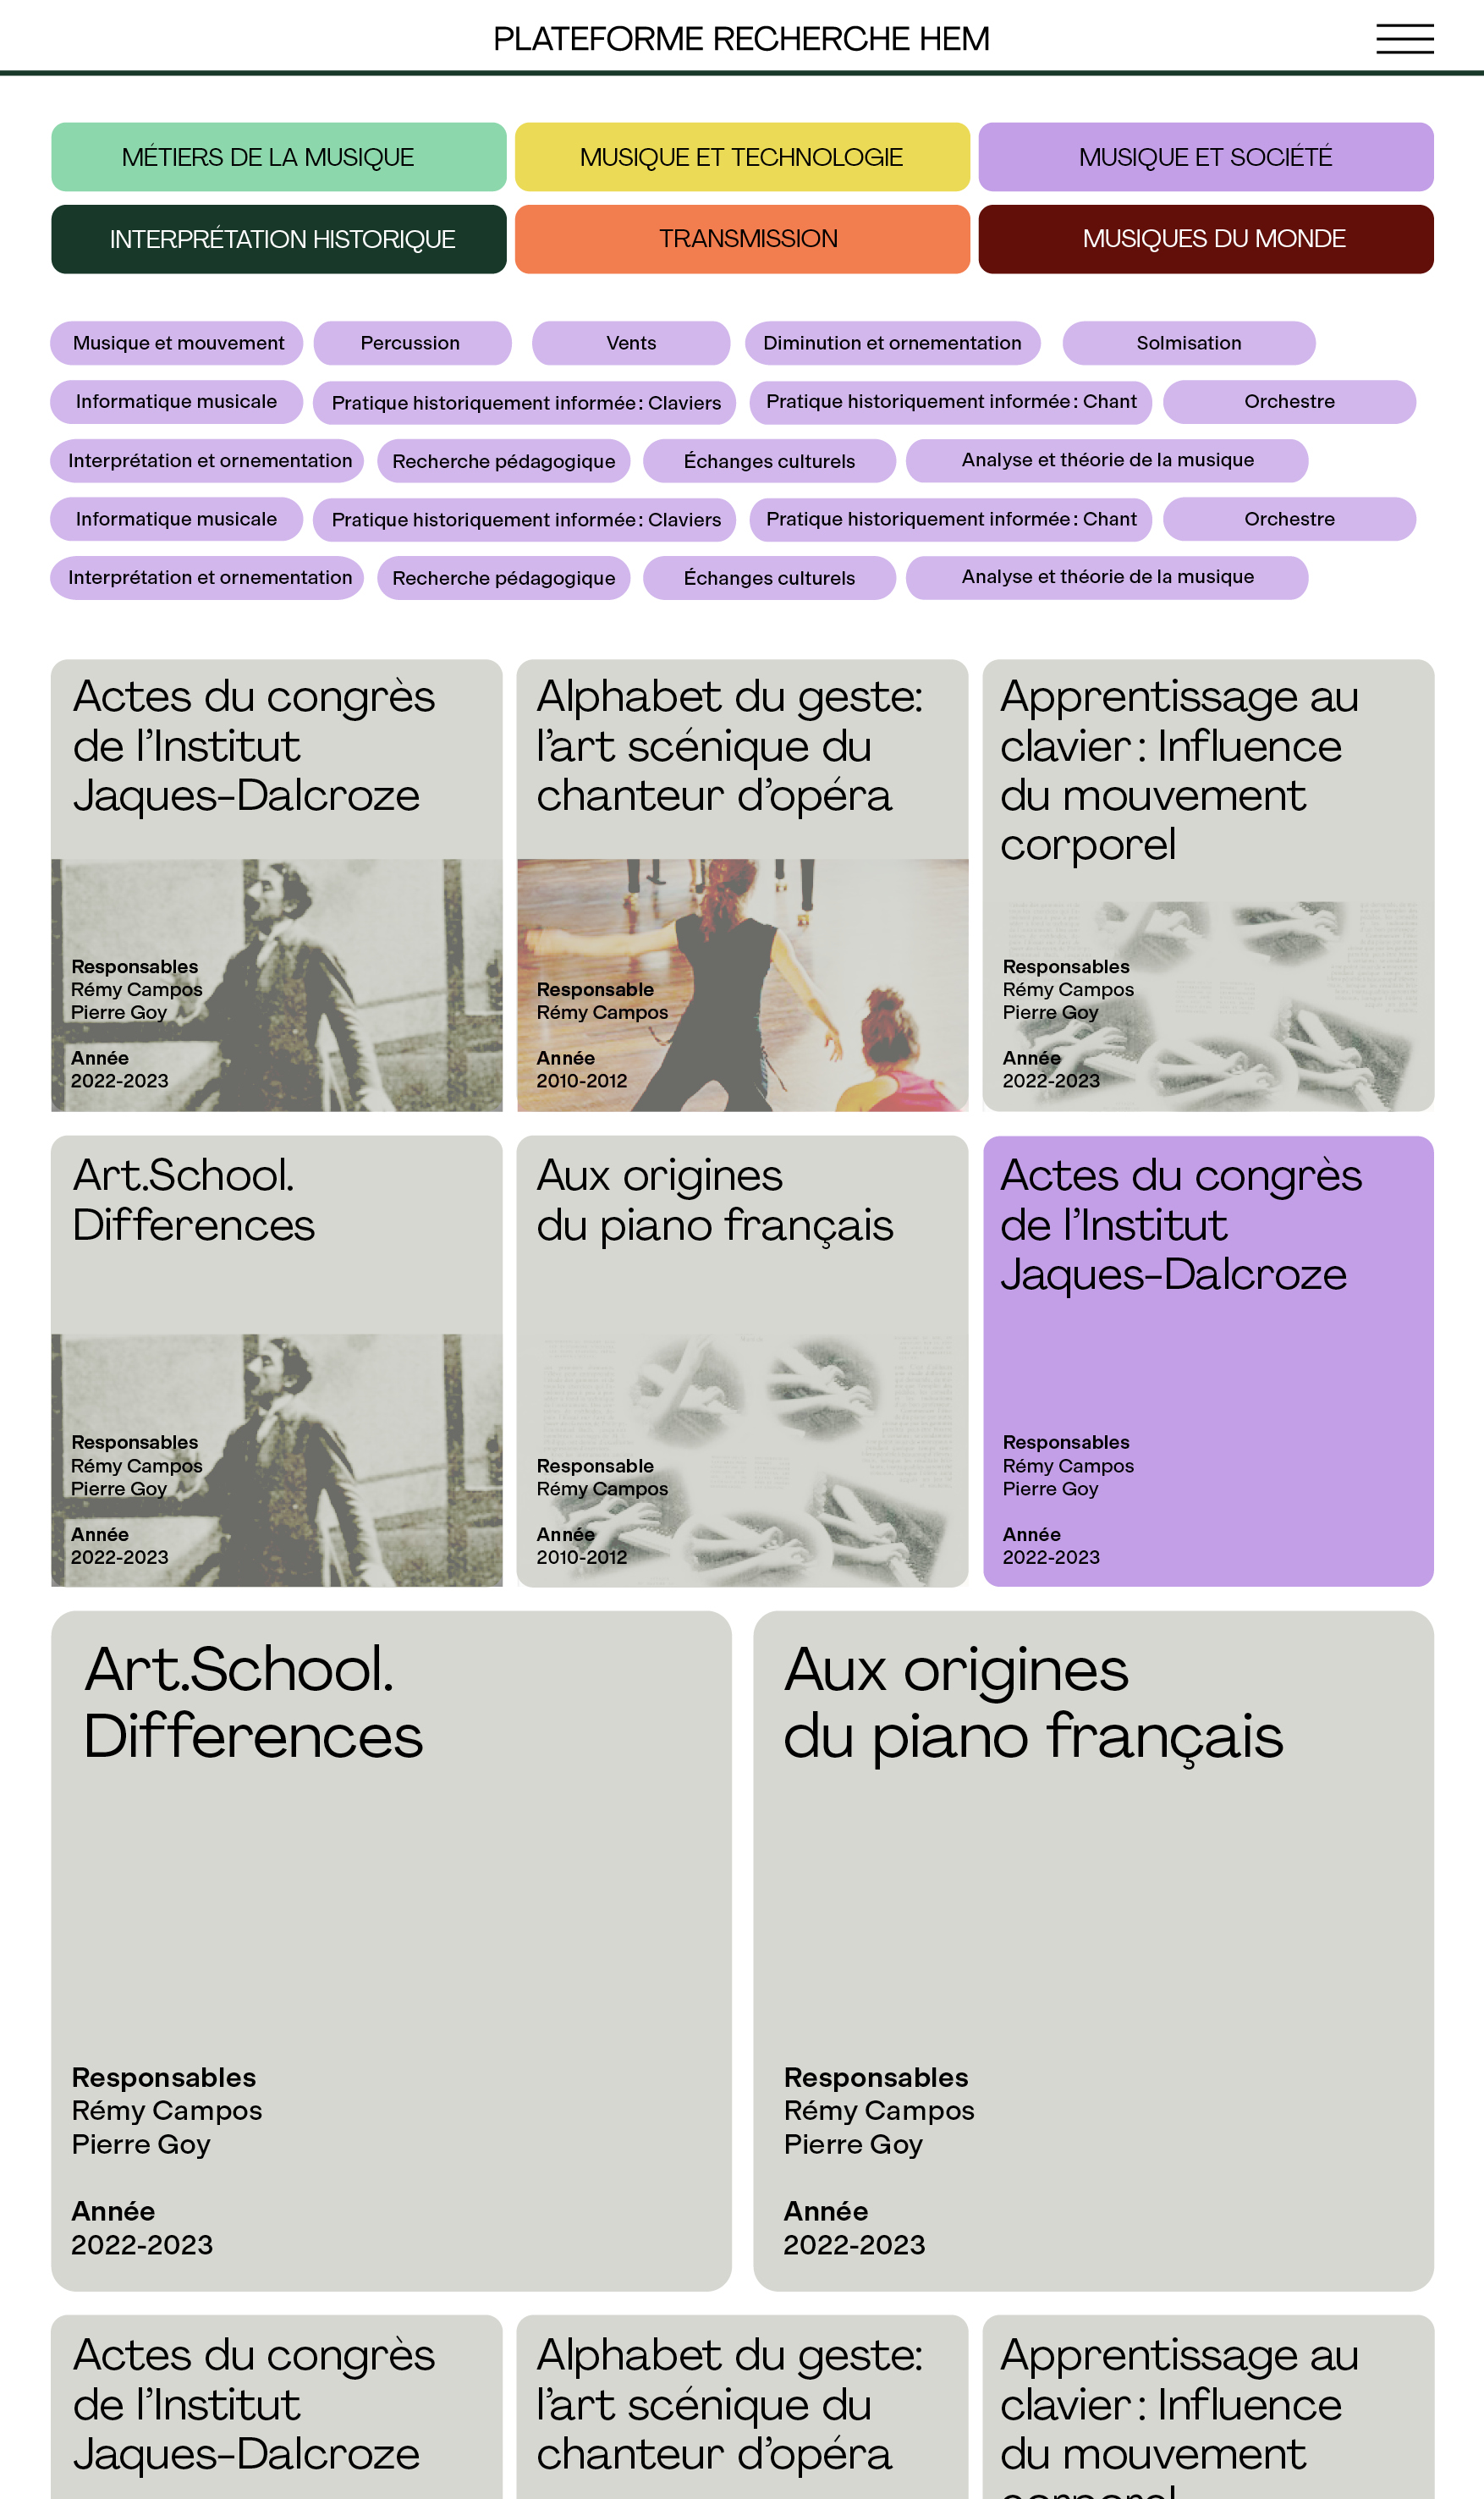 PLATEFORME RECHERCHE HEM
MÉTIERS DE LA MUSIQUE
MUSIQUE ET TECHNOLOGIE
MUSIQUE ET SOCIÉTÉ
INTERPRÉTATION HISTORIQUE
TRANSMISSION
MUSIQUES DU MONDE
Musique et mouvement
Percussion
Vents
Diminution et ornementation
Solmisation
Informatique musicale
Pratique historiquement informée : Claviers
Pratique historiquement informée : Chant
Orchestre
Interprétation et ornementation
Recherche pédagogique
Échanges culturels
Analyse et théorie de la musique
Informatique musicale
Pratique historiquement informée : Claviers
Pratique historiquement informée : Chant
Orchestre
Interprétation et ornementation
Recherche pédagogique
Échanges culturels
Analyse et théorie de la musique
Actes du congrès
de l’Institut
Jaques-Dalcroze
Responsables
Rémy Campos
Pierre Goy
Année
2022-2023
Alphabet du geste:
l’art scénique du
chanteur d’opéra
Responsable
Rémy Campos
Année
2010-2012
Apprentissage au
clavier : Influence
du mouvement
corporel
Responsables
Rémy Campos
Pierre Goy
Année
2022-2023
Art.School.
Differences
Responsables
Rémy Campos
Pierre Goy
Année
2022-2023
Aux origines
du piano français
Responsable
Rémy Campos
Année
2010-2012
Actes du congrès
de l’Institut
Jaques-Dalcroze
Responsables
Rémy Campos
Pierre Goy
Année
2022-2023
Art.School.
Differences
Responsables
Rémy Campos
Pierre Goy
Année
2022-2023
Aux origines
du piano français
Responsables
Rémy Campos
Pierre Goy
Année
2022-2023
Actes du congrès
de l’Institut
Jaques-Dalcroze
Alphabet du geste:
l’art scénique du
chanteur d’opéra
Apprentissage au
clavier : Influence
du mouvement
corporel